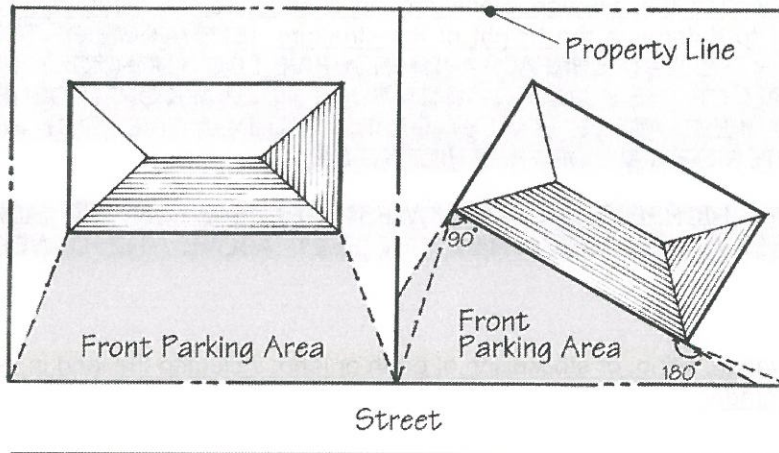 Property Line
90°
Front Parking Area
Front
Parking Area
180°
Street